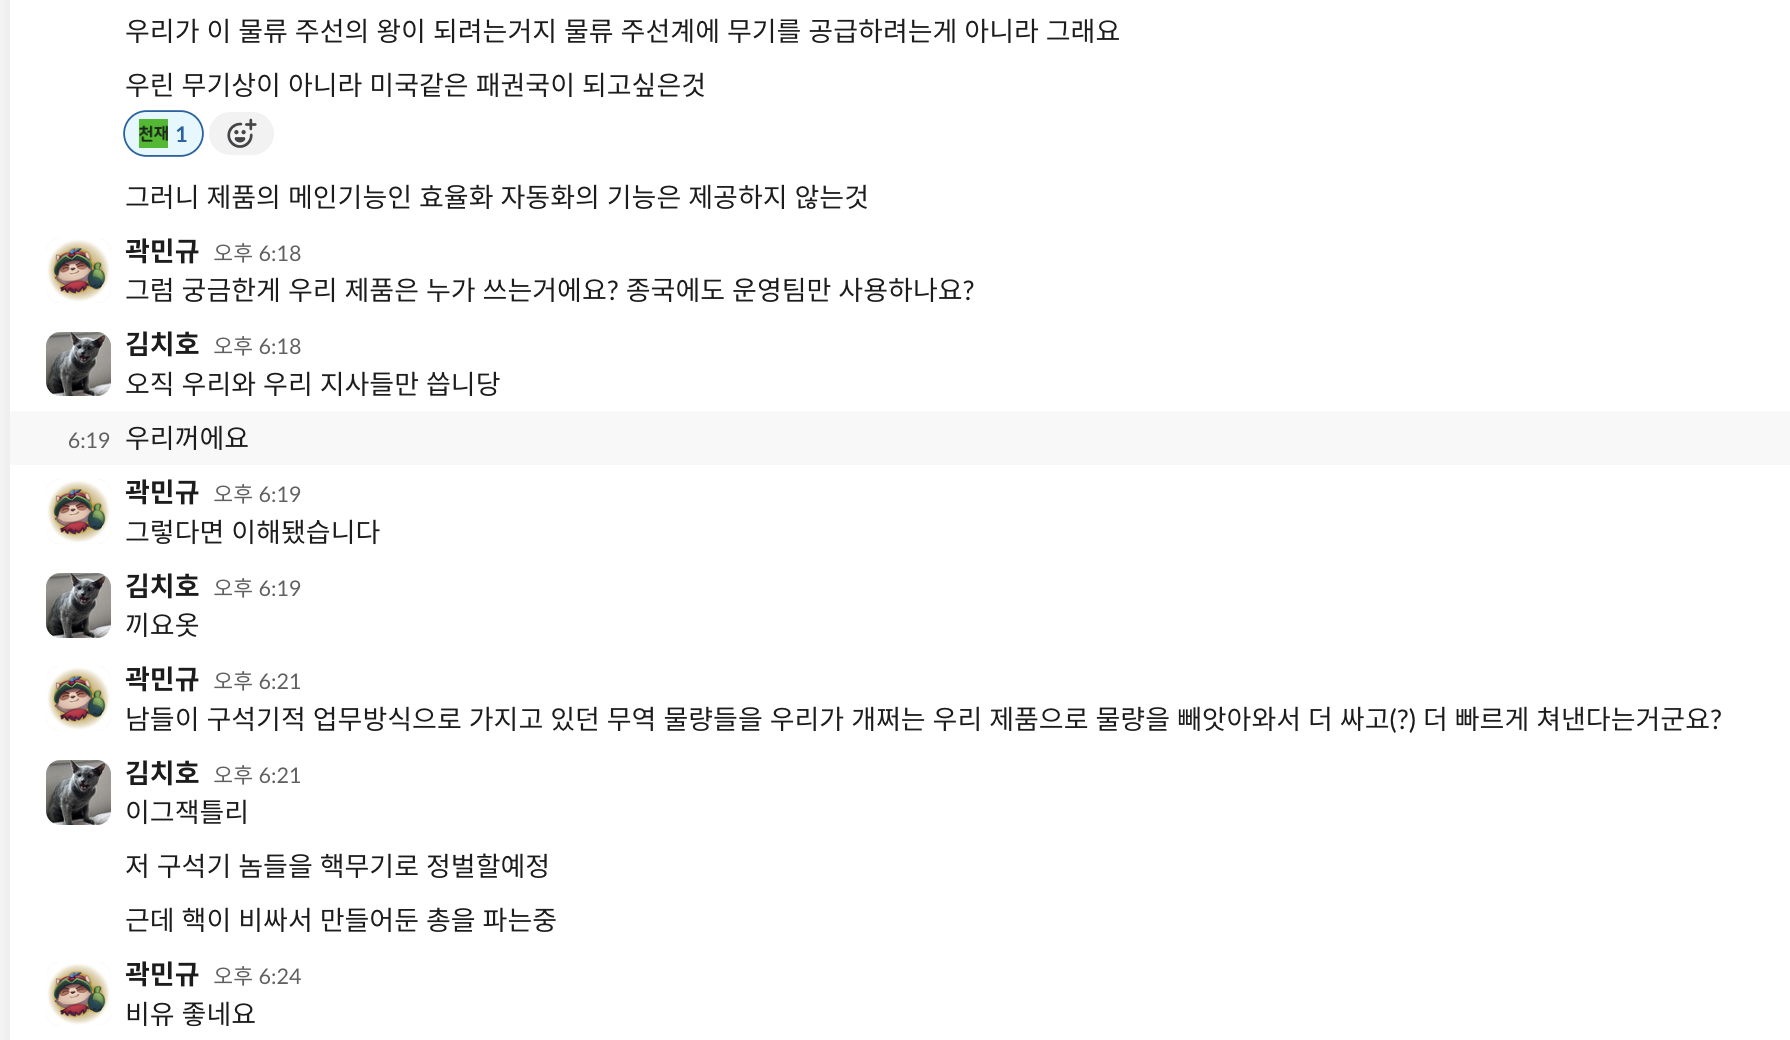 우리가 이 물류 주선의 왕이 되려는거지 물류 주선계에 무기를 공급하려는게 아니라 그래요
우린 무기상이 아니라 미국같은 패권국이 되고싶은것
천재 1
그러니 제품의 메인기능인 효율화 자동화의 기능은 제공하지 않는것
곽민규 오후 6:18
그럼 궁금한게 우리 제품은 누가 쓰는거에요? 종국에도 운영팀만 사용하나요?
김치호 오후 6:18
오직 우리와 우리 지사들만 씁니당
6:19 우리꺼에요
곽민규 오후 6:19
그렇다면 이해됐습니다
김치호 오후 6:19
끼요옷
곽민규 오후 6:21
남들이 구석기적 업무방식으로 가지고 있던 무역 물량들을 우리가 개쩌는 우리 제품으로 물량을 빼앗아와서 더 싸고(?) 더 빠르게 쳐낸다는거군요?
김치호 오후 6:21
이그잭틀리
저 구석기 놈들을 핵무기로 정벌할예정
근데 핵이 비싸서 만들어둔 총을 파는중
곽민규 오후 6:24
비유 좋네요